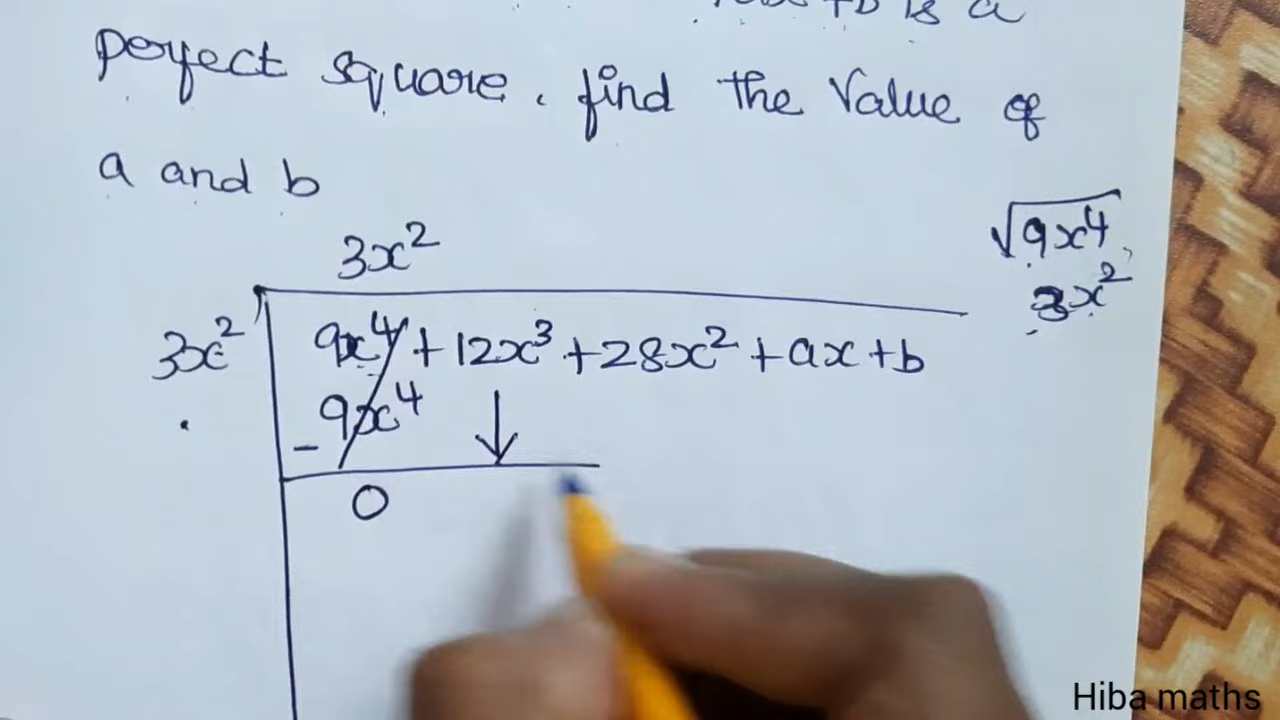 is a
perfect square. find the value of
a and b
3x² √9x⁴
3x² 9x⁴ + 12x³ + 28x² + ax + b 3x²
- 9x⁴
0
Hiba maths